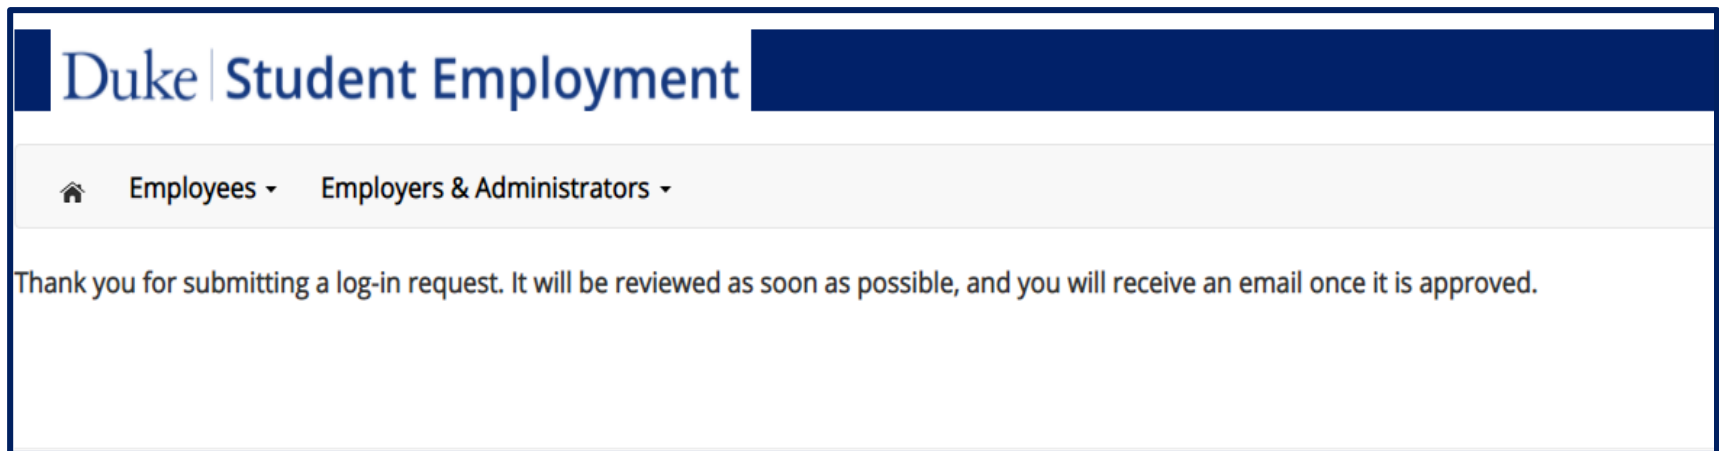 Duke Student Employment
Employees Employers & Administrators
Thank you for submitting a log-in request. It will be reviewed as soon as possible, and you will receive an email once it is approved.